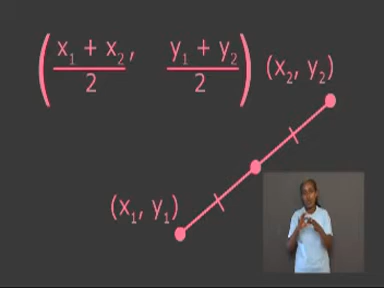 (x₁ + x₂ / 2, y₁ + y₂ / 2)
(x₂, y₂)
(x₁, y₁)